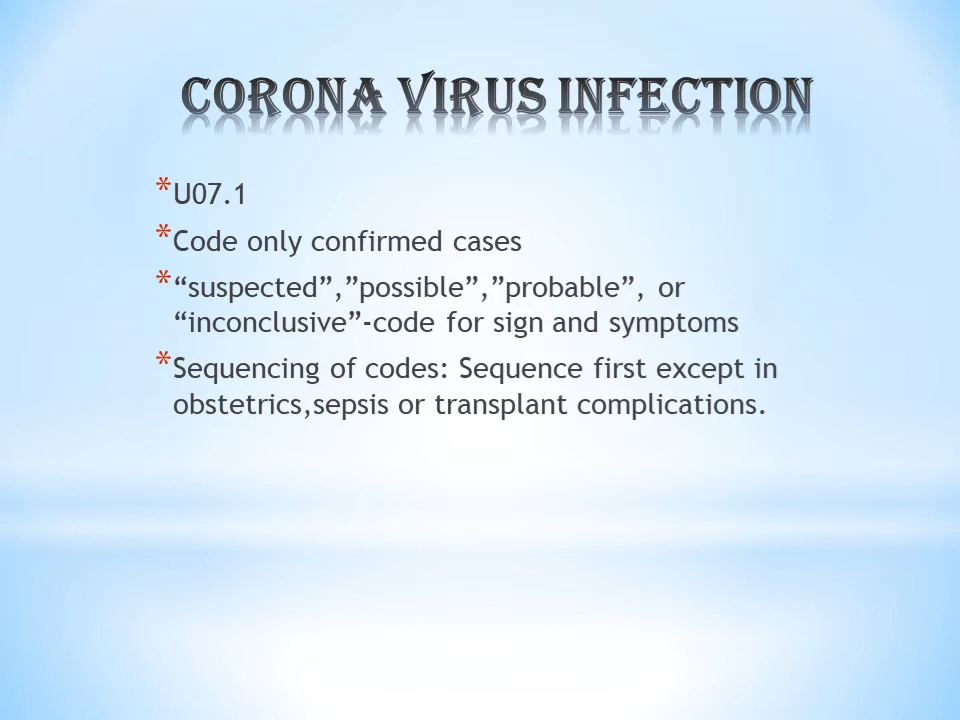 CORONA VIRUS INFECTION
*U07.1
*Code only confirmed cases
*“suspected”,”possible”,”probable”, or
“inconclusive”-code for sign and symptoms
*Sequencing of codes: Sequence first except in
obstetrics,sepsis or transplant complications.